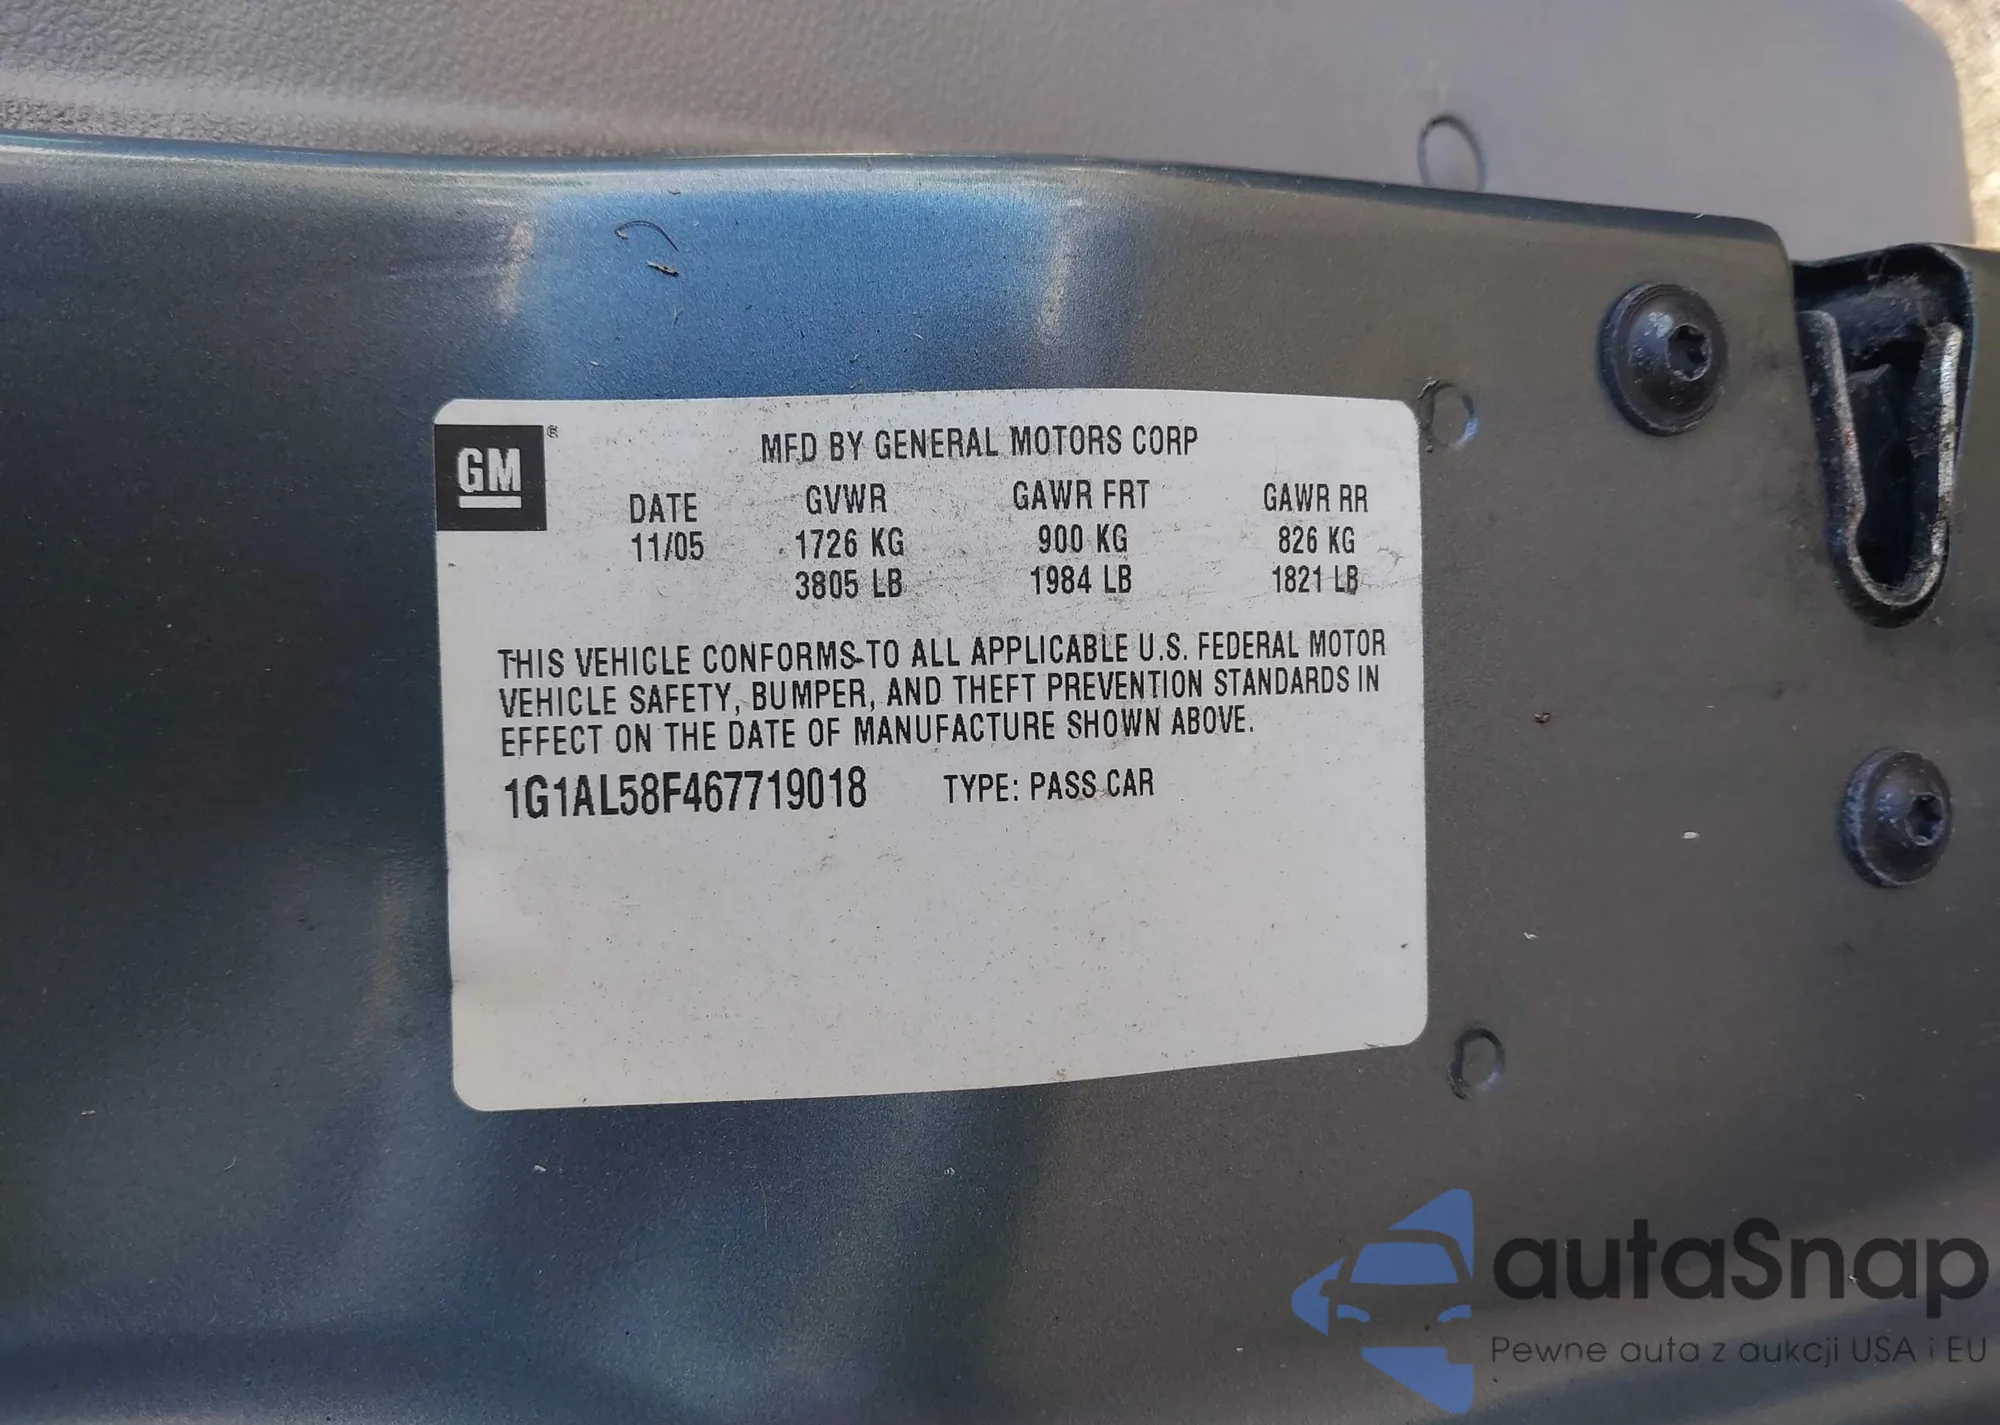 GM ®
MFD BY GENERAL MOTORS CORP
DATE GVWR GAWR FRT GAWR RR
11/05 1726 KG 900 KG 826 KG
3805 LB 1984 LB 1821 LB
THIS VEHICLE CONFORMS TO ALL APPLICABLE U.S. FEDERAL MOTOR
VEHICLE SAFETY, BUMPER, AND THEFT PREVENTION STANDARDS IN
EFFECT ON THE DATE OF MANUFACTURE SHOWN ABOVE.
1G1AL58F467719018 TYPE: PASS CAR
autaSnap
Pewne auta z aukcji USA i EU